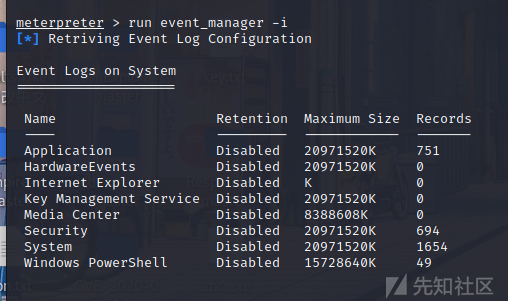 meterpreter > run event_manager -i
[*] Retriving Event Log Configuration
Event Logs on System
====================
Name Retention Maximum Size Records
---- --------- ------------ -------
Application Disabled 20971520K 751
HardwareEvents Disabled 20971520K 0
Internet Explorer Disabled K 0
Key Management Service Disabled 20971520K 0
Media Center Disabled 8388608K 0
Security Disabled 20971520K 694
System Disabled 20971520K 1654
Windows PowerShell Disabled 15728640K 49
先知社区